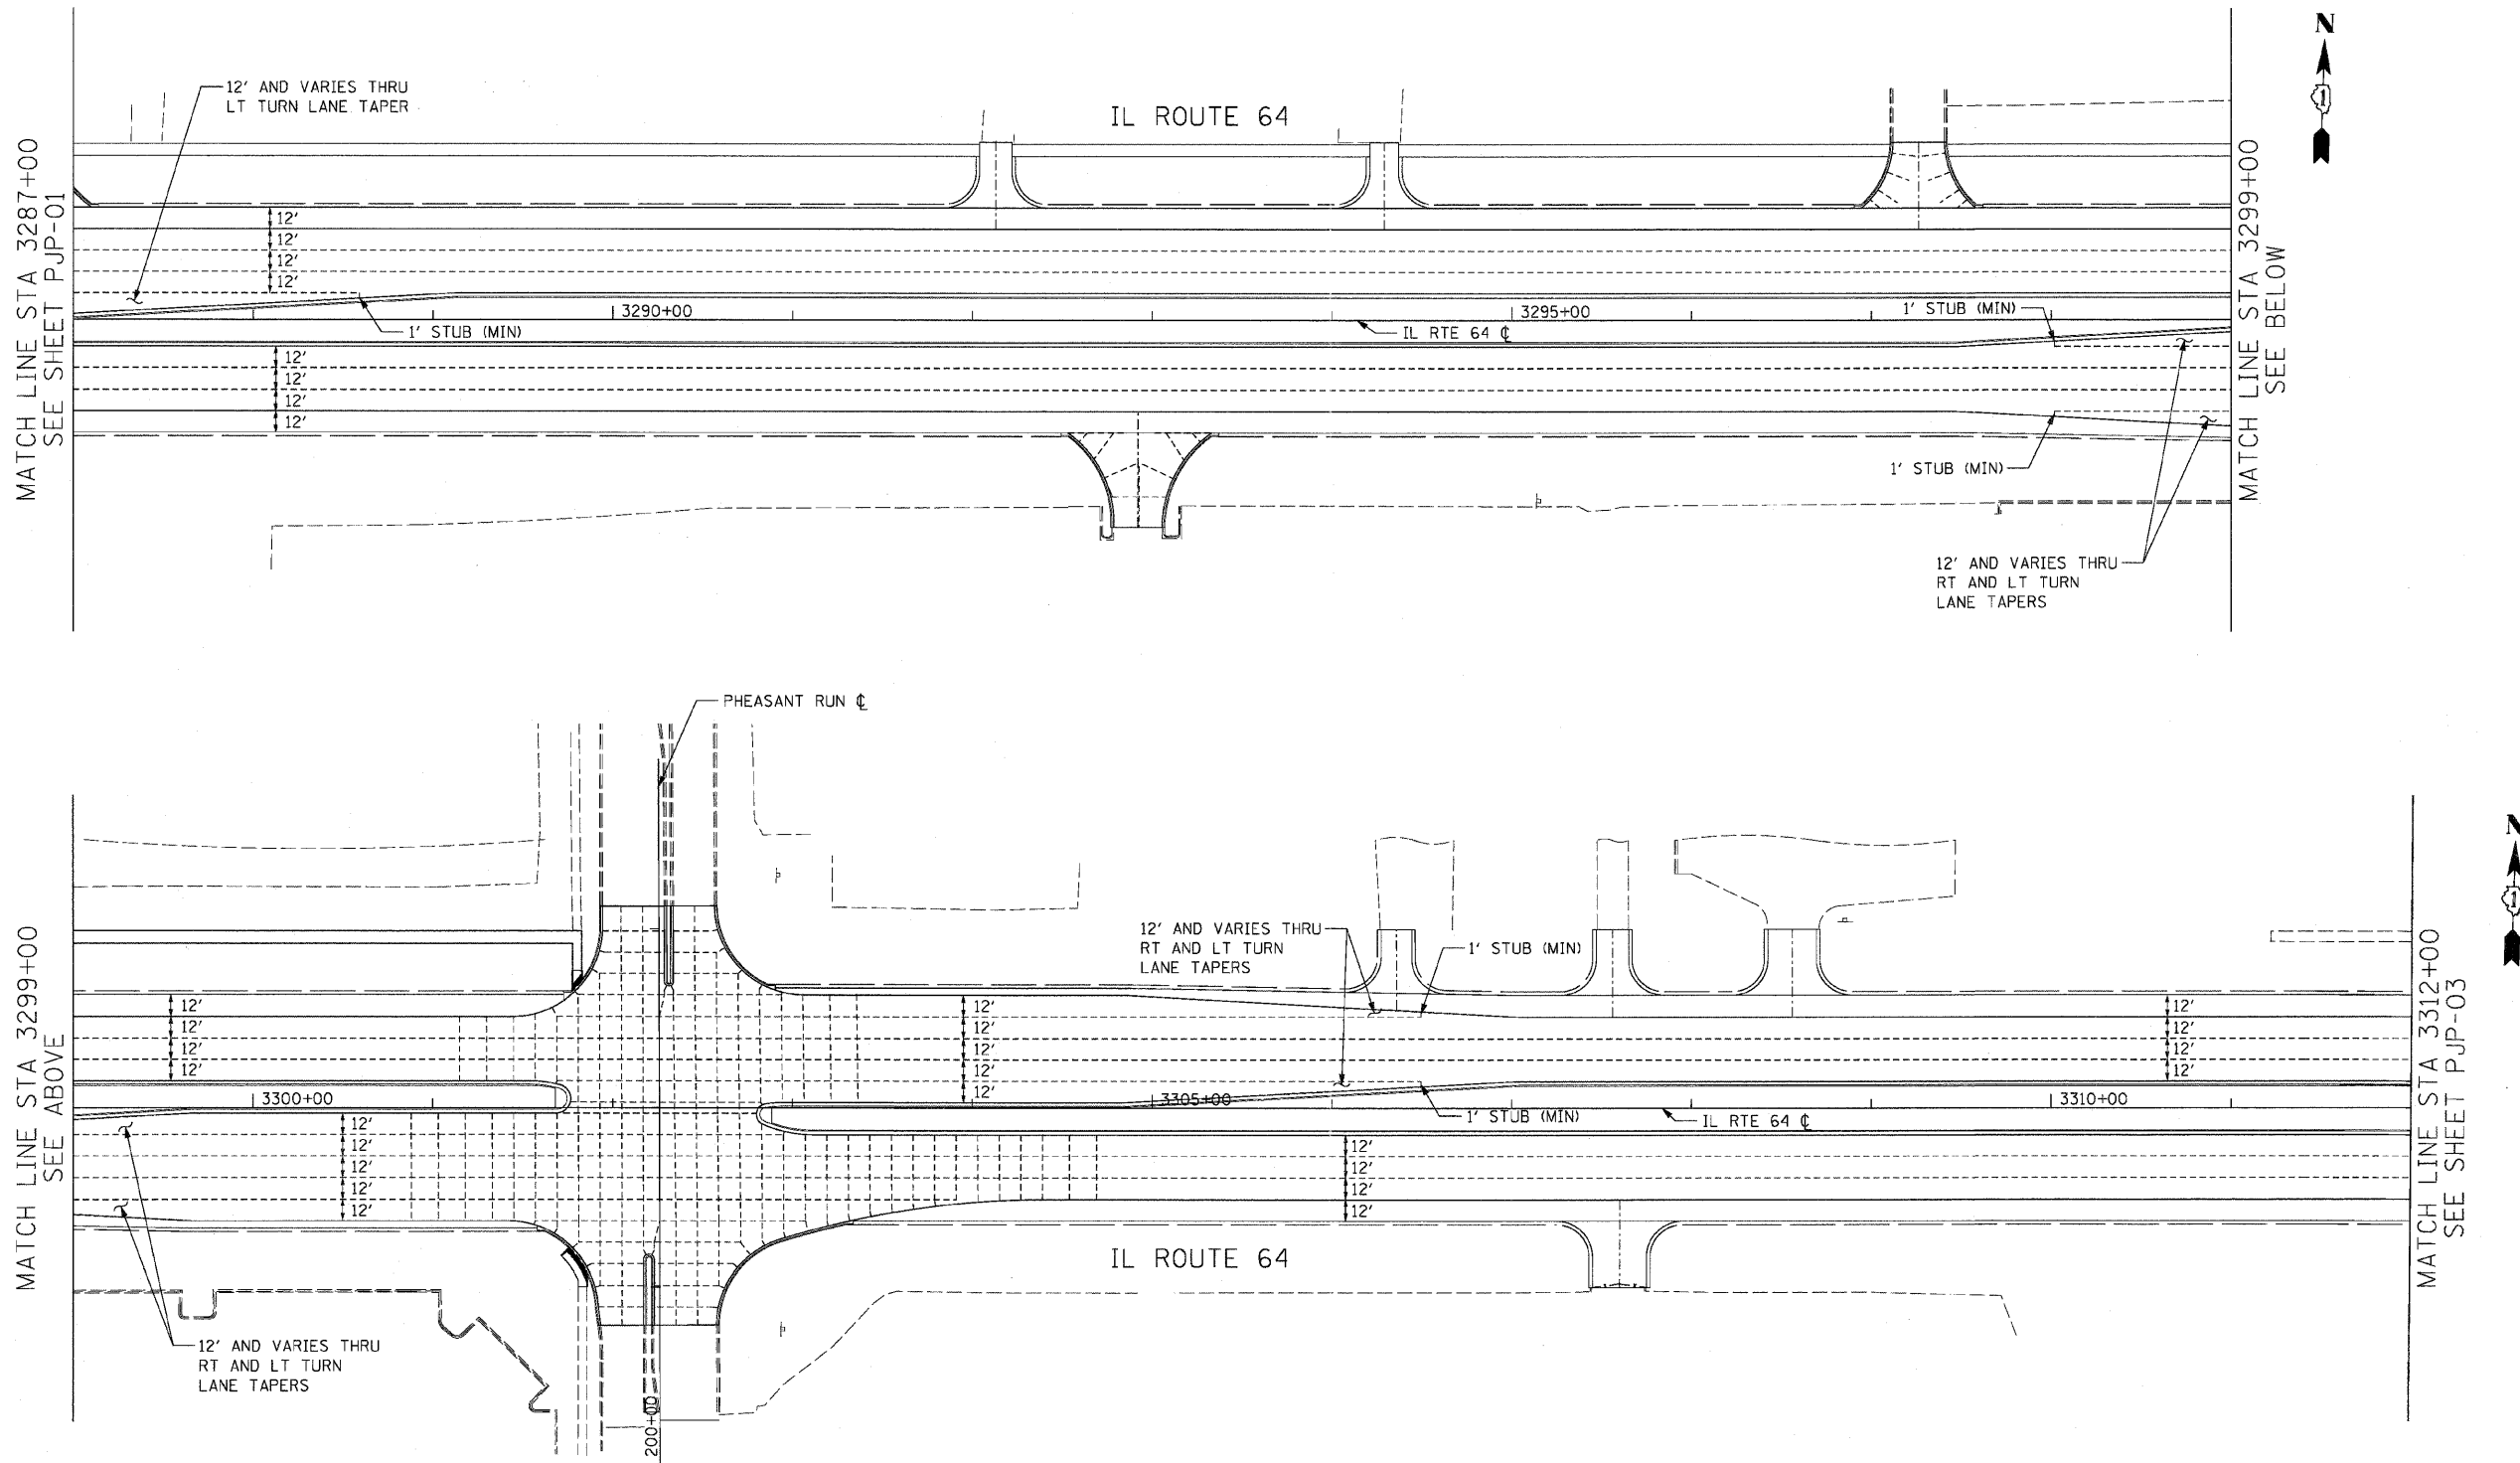 N
1
12' AND VARIES THRU
LT TURN LANE TAPER
IL ROUTE 64
MATCH LINE STA 3287+00
SEE SHEET PJP-01
12'
12'
12'
12'
3290+00
3295+00
1' STUB (MIN)
1' STUB (MIN)
IL RTE 64 ℄
12'
12'
12'
12'
1' STUB (MIN)
12' AND VARIES THRU
RT AND LT TURN
LANE TAPERS
MATCH LINE STA 3299+00
SEE BELOW
PHEASANT RUN ℄
N
1
MATCH LINE STA 3299+00
SEE ABOVE
12' AND VARIES THRU
RT AND LT TURN
LANE TAPERS
1' STUB (MIN)
12'
12'
12'
12'
12'
12'
12'
12'
12'
12'
12'
12'
12'
3300+00
3305+00
3310+00
1' STUB (MIN)
IL RTE 64 ℄
12'
12'
12'
12'
12'
12'
12'
12'
IL ROUTE 64
12' AND VARIES THRU
RT AND LT TURN
LANE TAPERS
200+00
MATCH LINE STA 3312+00
SEE SHEET PJP-03